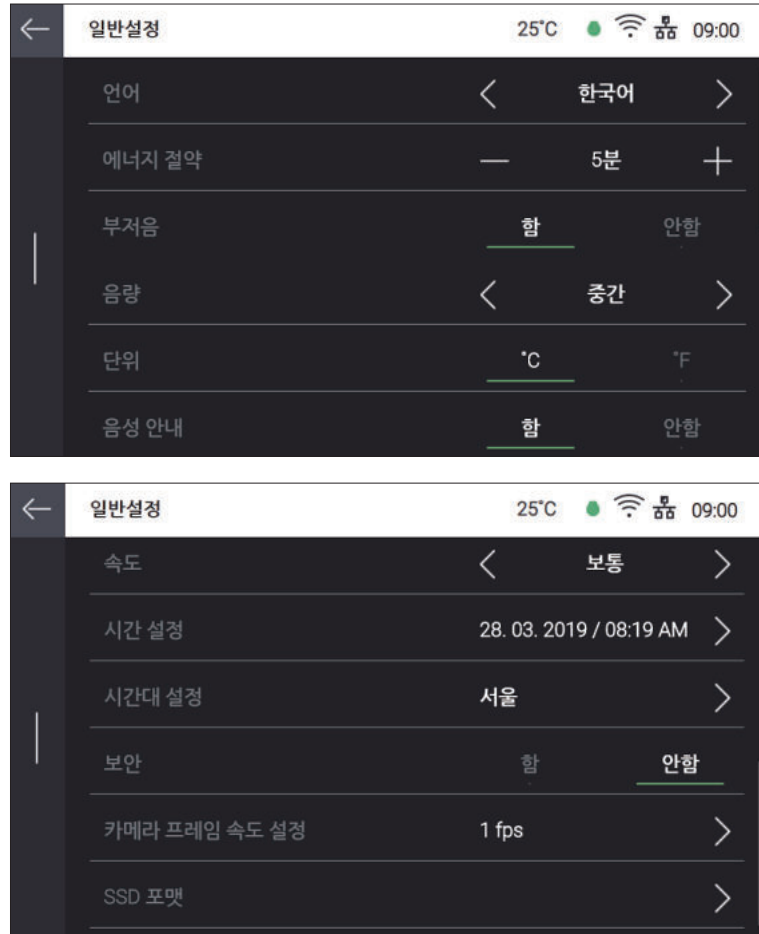 일반설정 25°C 09:00
언어 한국어
에너지 절약 5분
부저음 함 안함
음량 중간
단위 °C °F
음성 안내 함 안함
일반설정 25°C 09:00
속도 보통
시간 설정 28. 03. 2019 / 08:19 AM
시간대 설정 서울
보안 함 안함
카메라 프레임 속도 설정 1 fps
SSD 포맷